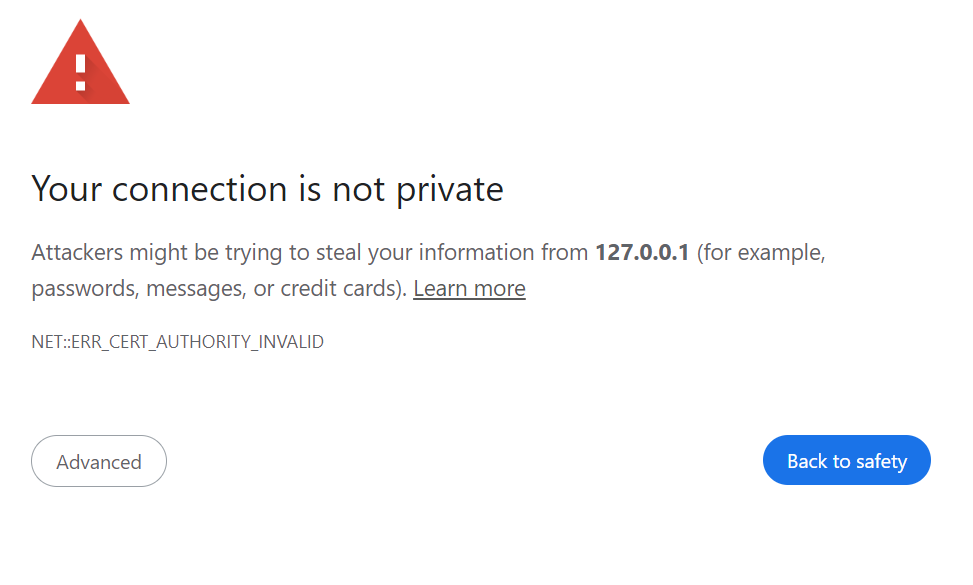 Your connection is not private
Attackers might be trying to steal your information from 127.0.0.1 (for example,
passwords, messages, or credit cards). Learn more
NET::ERR_CERT_AUTHORITY_INVALID
Advanced
Back to safety